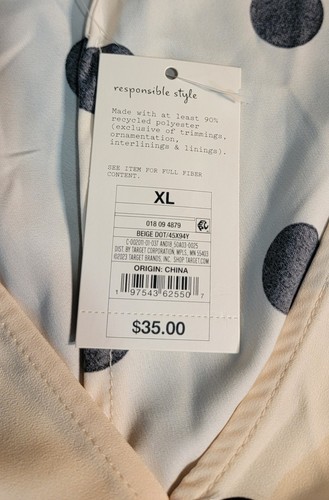 responsible style
Made with at least 90%
recycled polyester
(exclusive of trimmings,
ornamentation,
interlinings & linings).
SEE ITEM FOR FULL FIBER
CONTENT.
XL
018 09 4879
BEIGE DOT/45X94Y
DIST. BY TARGET CORPORATION, MPLS, MN 55403
©2023 TARGET BRANDS, INC. SHOP TARGET.COM
ORIGIN: CHINA
1 97543 62550 7
$35.00